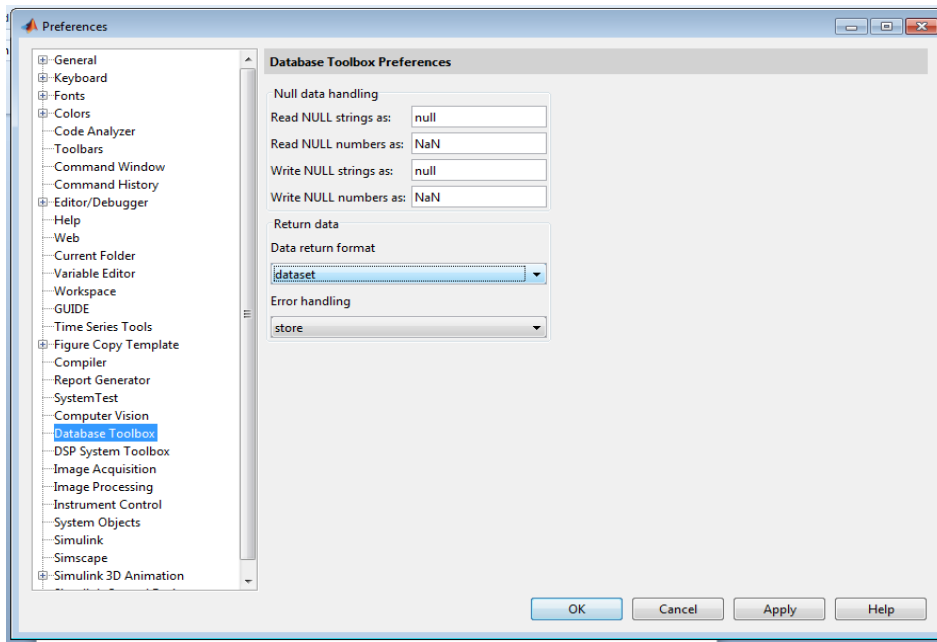 Preferences
General
Keyboard
Fonts
Colors
Code Analyzer
Toolbars
Command Window
Command History
Editor/Debugger
Help
Web
Current Folder
Variable Editor
Workspace
GUIDE
Time Series Tools
Figure Copy Template
Compiler
Report Generator
SystemTest
Computer Vision
Database Toolbox
DSP System Toolbox
Image Acquisition
Image Processing
Instrument Control
System Objects
Simulink
Simscape
Simulink 3D Animation
Database Toolbox Preferences
Null data handling
Read NULL strings as: null
Read NULL numbers as: NaN
Write NULL strings as: null
Write NULL numbers as: NaN
Return data
Data return format
dataset
Error handling
store
OK Cancel Apply Help